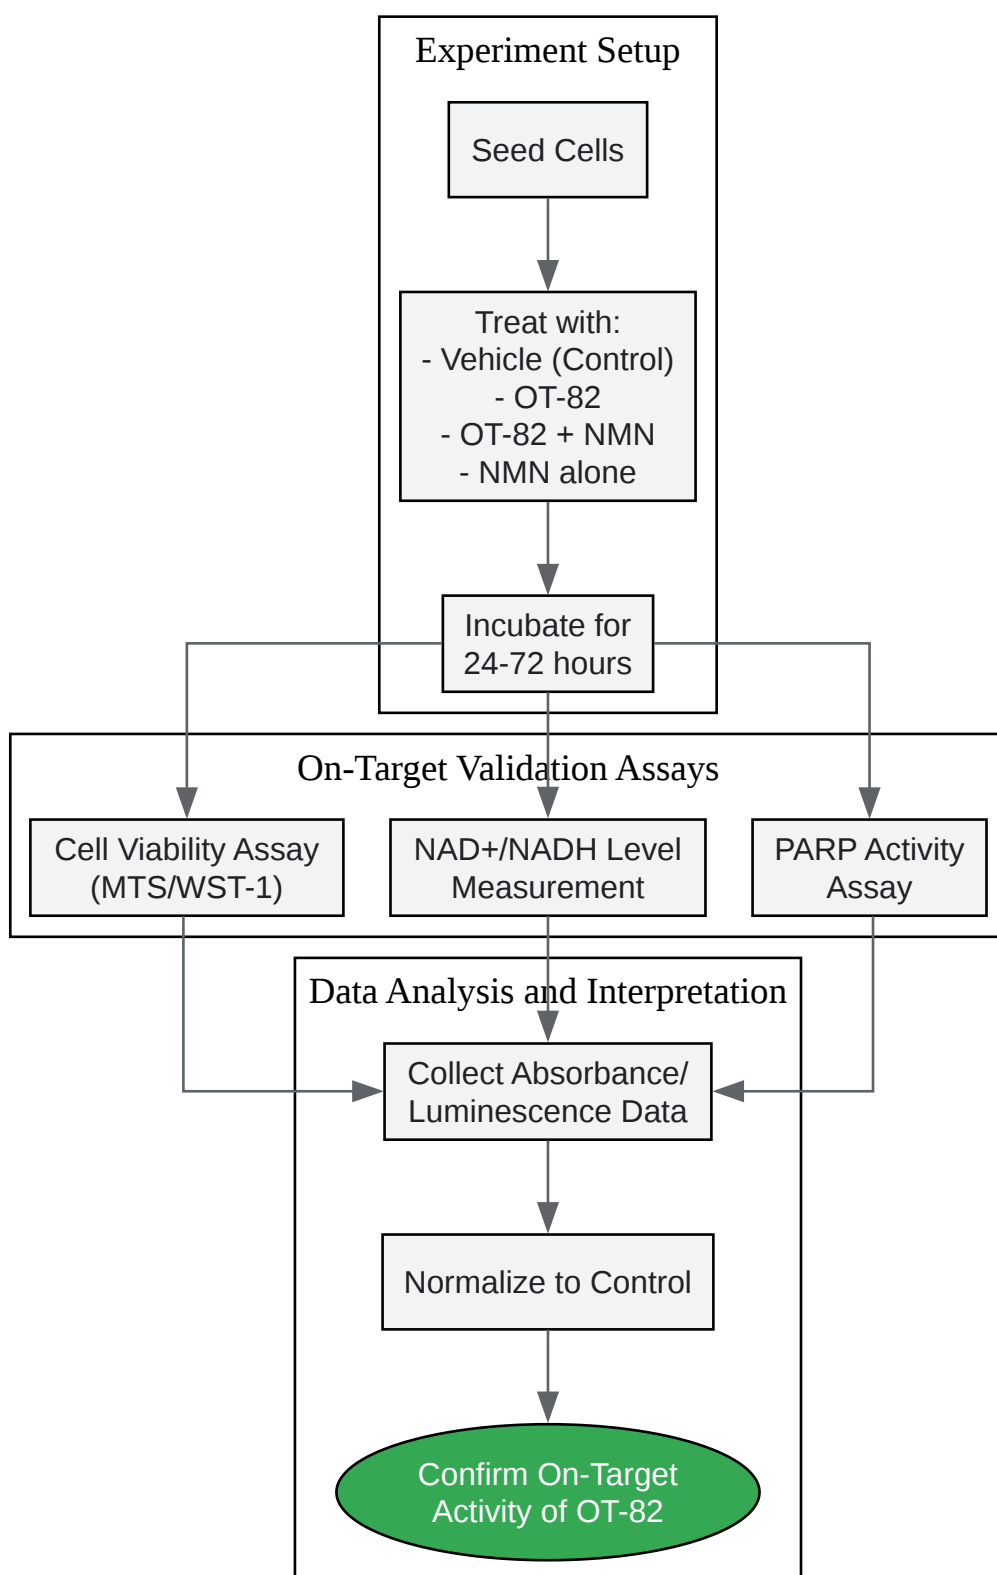 Experiment Setup
Seed Cells
Treat with:
- Vehicle (Control)
- OT-82
- OT-82 + NMN
- NMN alone
Incubate for
24-72 hours
On-Target Validation Assays
Cell Viability Assay
(MTS/WST-1)
NAD+/NADH Level
Measurement
PARP Activity
Assay
Data Analysis and Interpretation
Collect Absorbance/
Luminescence Data
Normalize to Control
Confirm On-Target
Activity of OT-82